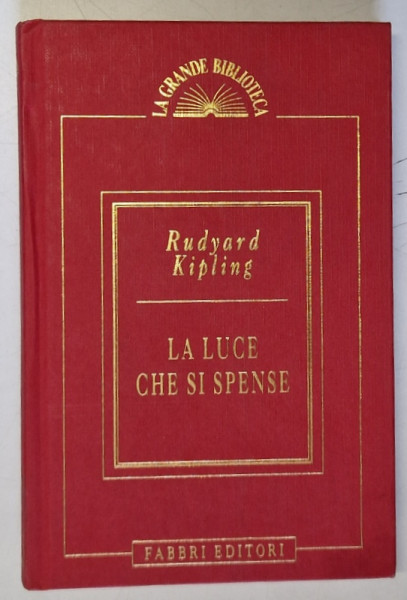 LA GRANDE BIBLIOTECA
Rudyard
Kipling
LA LUCE
CHE SI SPENSE
FABBRI EDITORI